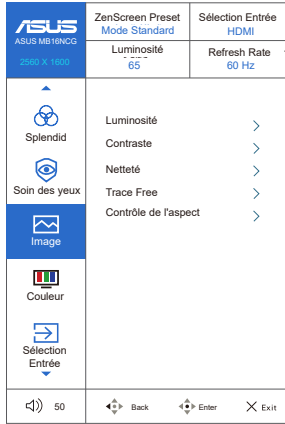 ASUS
ASUS MB16NCG
2560 X 1600
ZenScreen Preset
Mode Standard
Sélection Entrée
HDMI
Luminosité
65
Refresh Rate
60 Hz
Splendid
Soin des yeux
Image
Couleur
Sélection
Entrée
Luminosité
Contraste
Netteté
Trace Free
Contrôle de l'aspect
50
Back
Enter
Exit